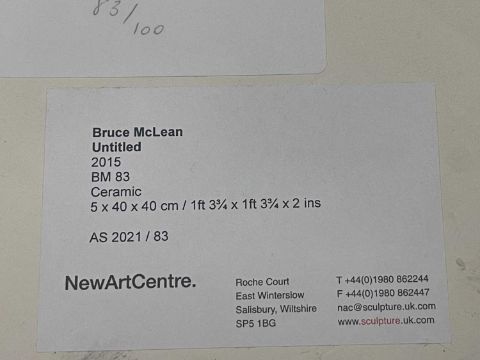 83/
100
Bruce McLean
Untitled
2015
BM 83
Ceramic
5 x 40 x 40 cm / 1ft 3¾ x 1ft 3¾ x 2 ins
AS 2021 / 83
NewArtCentre.
Roche Court
East Winterslow
Salisbury, Wiltshire
SP5 1BG
T +44(0)1980 862244
F +44(0)1980 862447
nac@sculpture.uk.com
www.sculpture.uk.com